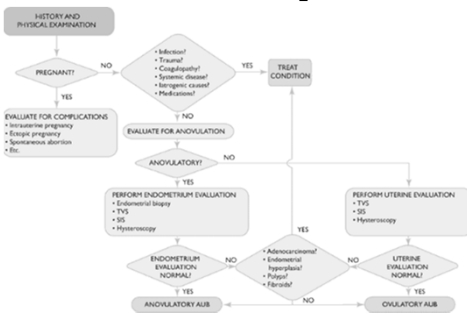 HISTORY AND
PHYSICAL EXAMINATION
PREGNANT?
NO
YES
• Infection?
• Trauma?
• Coagulopathy?
• Systemic disease?
• Iatrogenic causes?
• Medications?
YES
TREAT
CONDITION
NO
EVALUATE FOR COMPLICATIONS
• Intrauterine pregnancy
• Ectopic pregnancy
• Spontaneous abortion
• Etc.
EVALUATE FOR ANOVULATION
ANOVULATORY?
NO
YES
PERFORM ENDOMETRIUM EVALUATION
• Endometrial biopsy
• TVS
• SIS
• Hysteroscopy
PERFORM UTERINE EVALUATION
• TVS
• SIS
• Hysteroscopy
YES
ENDOMETRIUM
EVALUATION
NORMAL?
NO
• Adenocarcinoma?
• Endometrial
hyperplasia?
• Polyps?
• Fibroids?
NO
UTERINE
EVALUATION
NORMAL?
YES
NO
YES
ANOVULATORY AUB
OVULATORY AUB